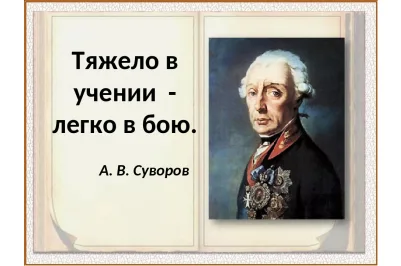 Тяжело в
учении -
легко в бою.
А. В. Суворов